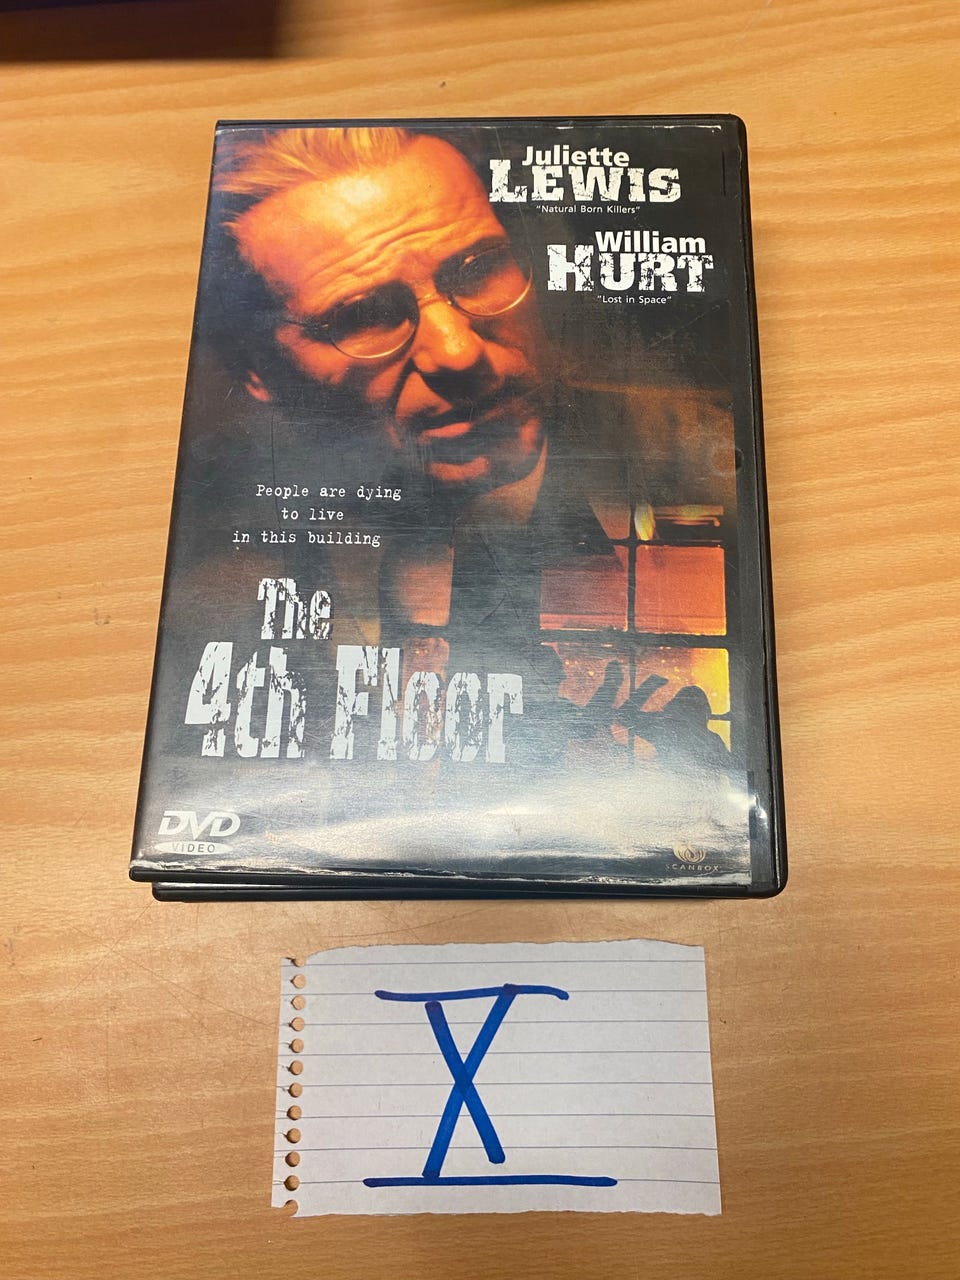 Juliette
LEWIS
"Natural Born Killers"
William
HURT
"Lost in Space"
People are dying
to live
in this building
The
4th Floor
DVD
VIDEO
SCANBOX
X